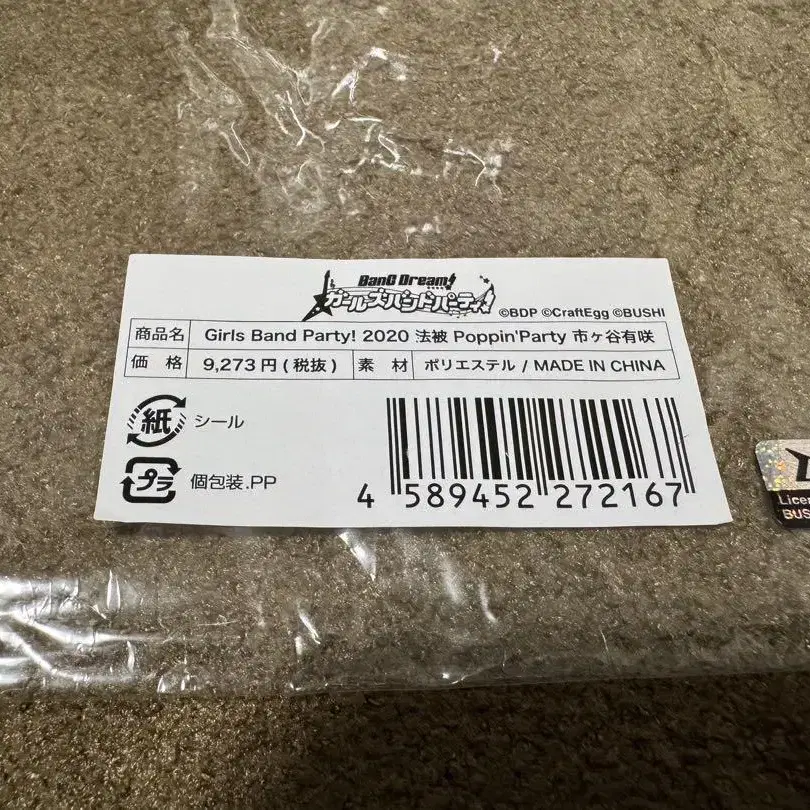 BanG Dream!
ガールズバンドパーティ!
©BDP ©CraftEgg ©BUSHI
商品名 Girls Band Party! 2020 法被 Poppin'Party 市ヶ谷有咲
価 格 9,273円(税抜) 素 材 ポリエステル / MADE IN CHINA
紙 シール
プラ 個包装.PP
4 589452 272167